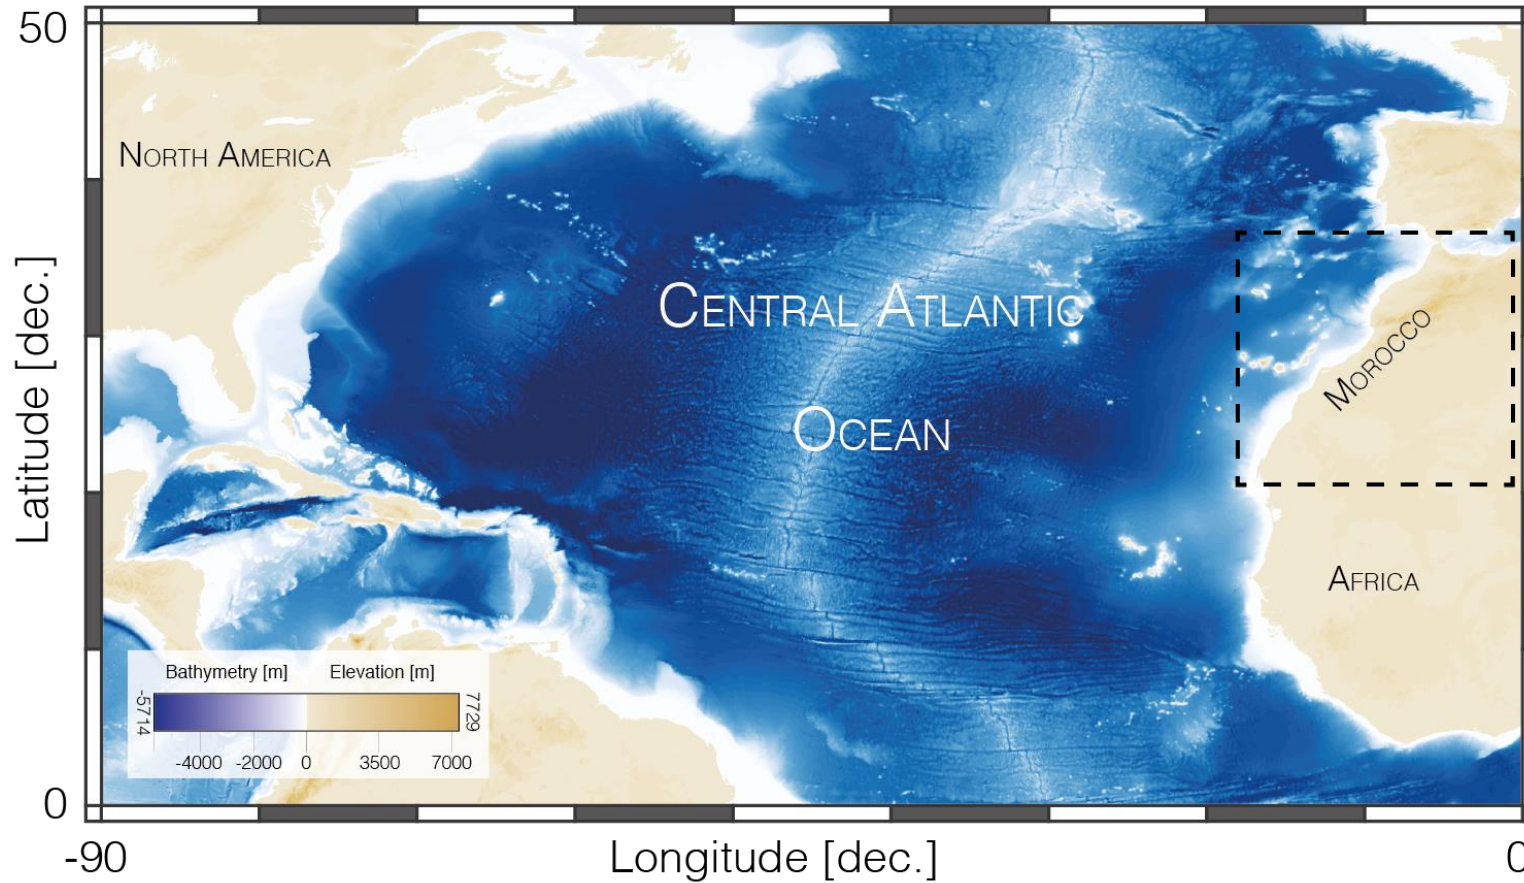 50
North America
Central Atlantic
Ocean
Morocco
Africa
Latitude [dec.]
Bathymetry [m] Elevation [m]
-5714 7729
-4000 -2000 0 3500 7000
0
-90 Longitude [dec.] 0